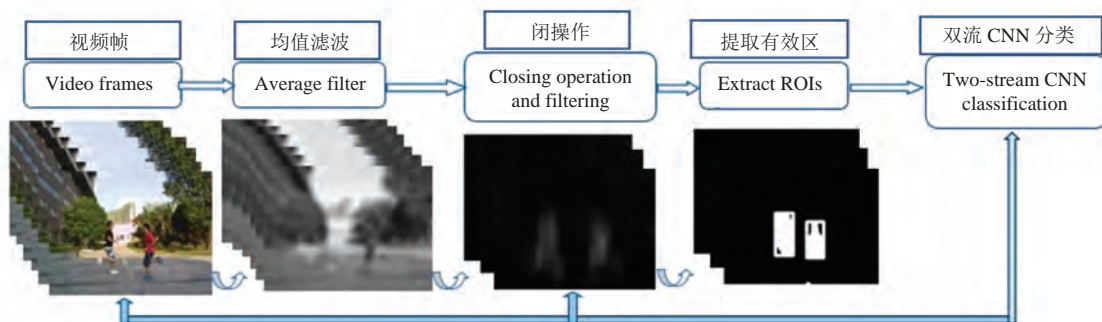 视频帧
均值滤波
闭操作
提取有效区
双流 CNN 分类
Video frames
Average filter
Closing operation
and filtering
Extract ROIs
Two-stream CNN
classification